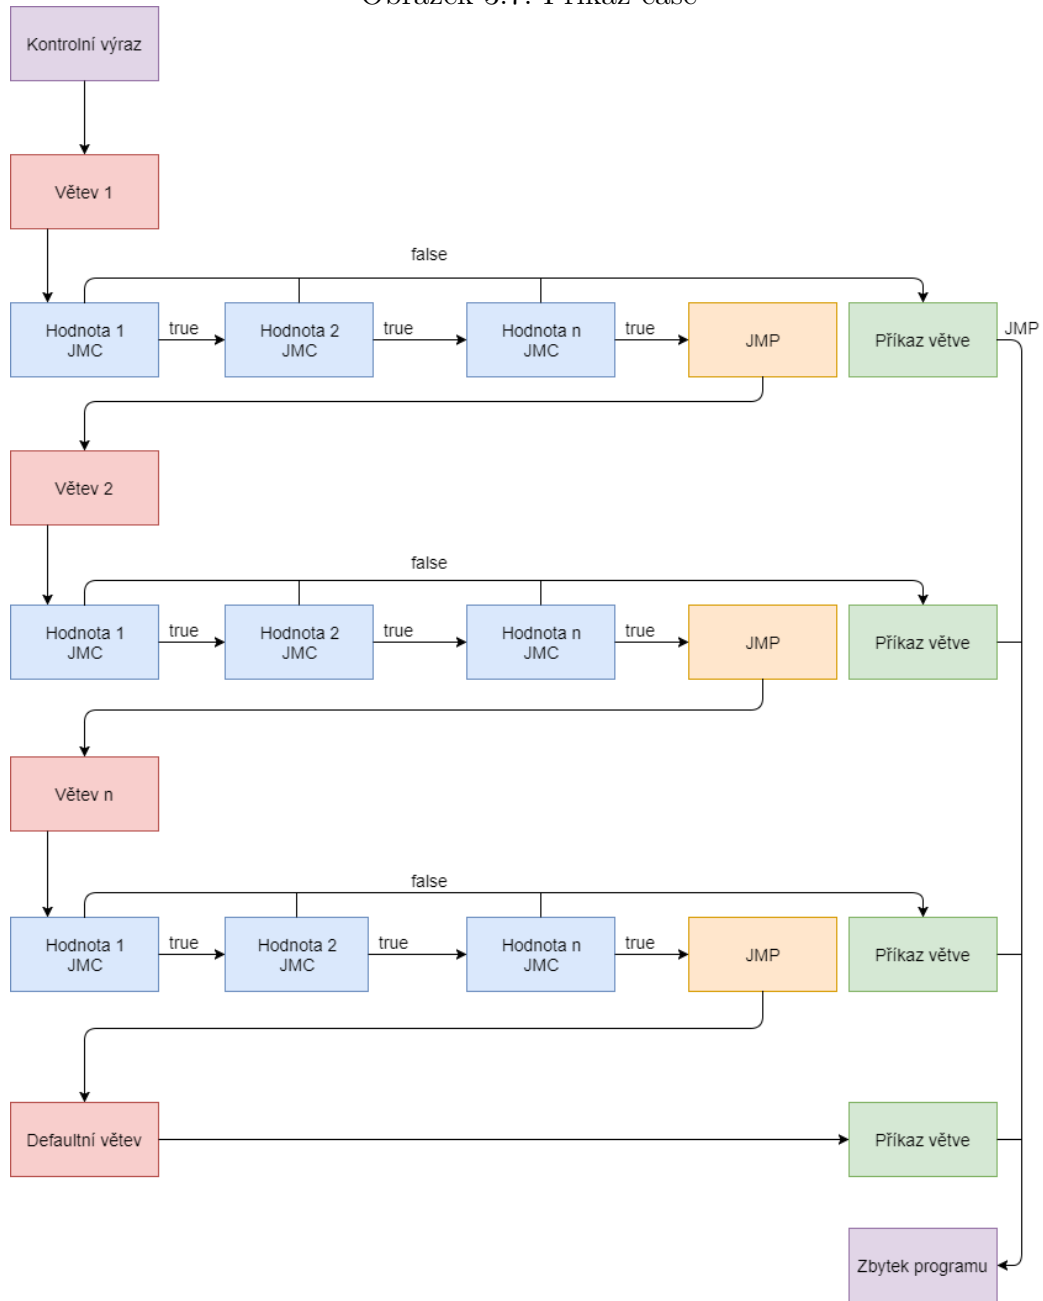 Obrázek 3.7: Příkaz case
Kontrolní výraz
Větev 1
false
Hodnota 1
JMC
true
Hodnota 2
JMC
true
Hodnota n
JMC
true
JMP
Příkaz větve
JMP
Větev 2
false
Hodnota 1
JMC
true
Hodnota 2
JMC
true
Hodnota n
JMC
true
JMP
Příkaz větve
Větev n
false
Hodnota 1
JMC
true
Hodnota 2
JMC
true
Hodnota n
JMC
true
JMP
Příkaz větve
Defaultní větev
Příkaz větve
Zbytek programu